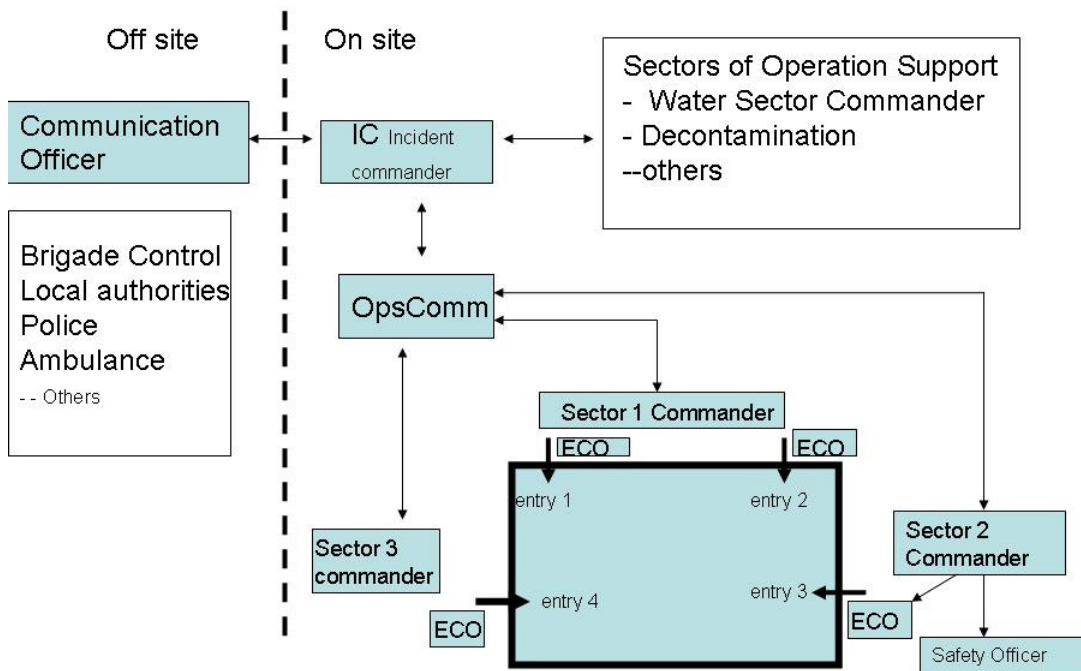 Off site
On site
Communication
Officer
IC Incident
commander
Sectors of Operation Support
- Water Sector Commander
- Decontamination
--others
Brigade Control
Local authorities
Police
Ambulance
- - Others
OpsComm
Sector 1 Commander
ECO
ECO
entry 1
entry 2
Sector 3
commander
Sector 2
Commander
entry 4
entry 3
ECO
ECO
Safety Officer